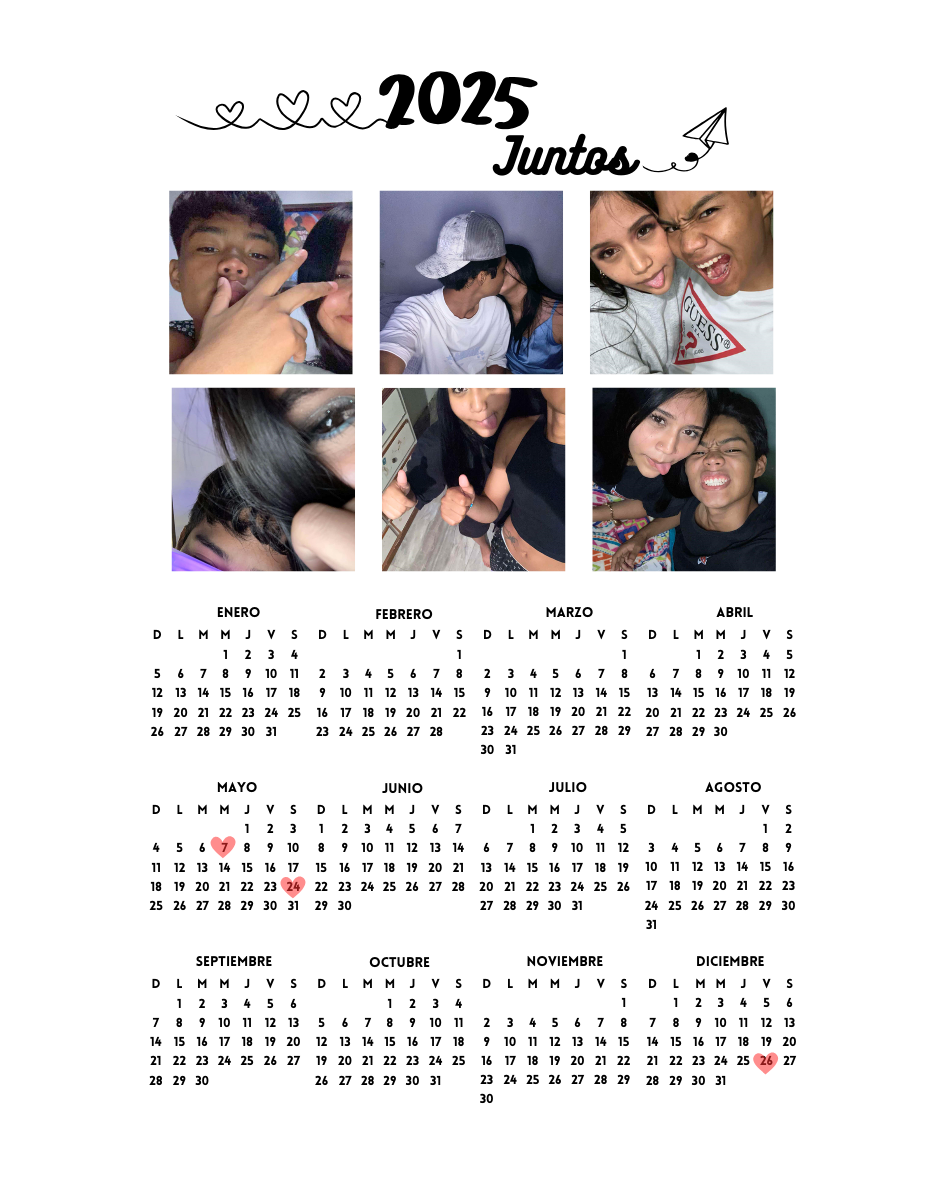 2025
Juntos
GUESS®
ENERO FEBRERO MARZO ABRIL
D L M M J V S D L M M J V S D L M M J V S D L M M J V S
1 2 3 4 1 1 1 2 3 4 5
5 6 7 8 9 10 11 2 3 4 5 6 7 8 2 3 4 5 6 7 8 6 7 8 9 10 11 12
12 13 14 15 16 17 18 9 10 11 12 13 14 15 9 10 11 12 13 14 15 13 14 15 16 17 18 19
19 20 21 22 23 24 25 16 17 18 19 20 21 22 16 17 18 19 20 21 22 20 21 22 23 24 25 26
26 27 28 29 30 31 23 24 25 26 27 28 23 24 25 26 27 28 29 27 28 29 30
30 31
MAYO JUNIO JULIO AGOSTO
D L M M J V S D L M M J V S D L M M J V S D L M M J V S
1 2 3 1 2 3 4 5 6 7 1 2 3 4 5 1 2
4 5 6 7 8 9 10 8 9 10 11 12 13 14 6 7 8 9 10 11 12 3 4 5 6 7 8 9
11 12 13 14 15 16 17 15 16 17 18 19 20 21 13 14 15 16 17 18 19 10 11 12 13 14 15 16
18 19 20 21 22 23 24 22 23 24 25 26 27 28 20 21 22 23 24 25 26 17 18 19 20 21 22 23
25 26 27 28 29 30 31 29 30 27 28 29 30 31 24 25 26 27 28 29 30
31
SEPTIEMBRE OCTUBRE NOVIEMBRE DICIEMBRE
D L M M J V S D L M M J V S D L M M J V S D L M M J V S
1 2 3 4 5 6 1 2 3 4 1 1 2 3 4 5 6
7 8 9 10 11 12 13 5 6 7 8 9 10 11 2 3 4 5 6 7 8 7 8 9 10 11 12 13
14 15 16 17 18 19 20 12 13 14 15 16 17 18 9 10 11 12 13 14 15 14 15 16 17 18 19 20
21 22 23 24 25 26 27 19 20 21 22 23 24 25 16 17 18 19 20 21 22 21 22 23 24 25 26 27
28 29 30 26 27 28 29 30 31 23 24 25 26 27 28 29 28 29 30 31
30